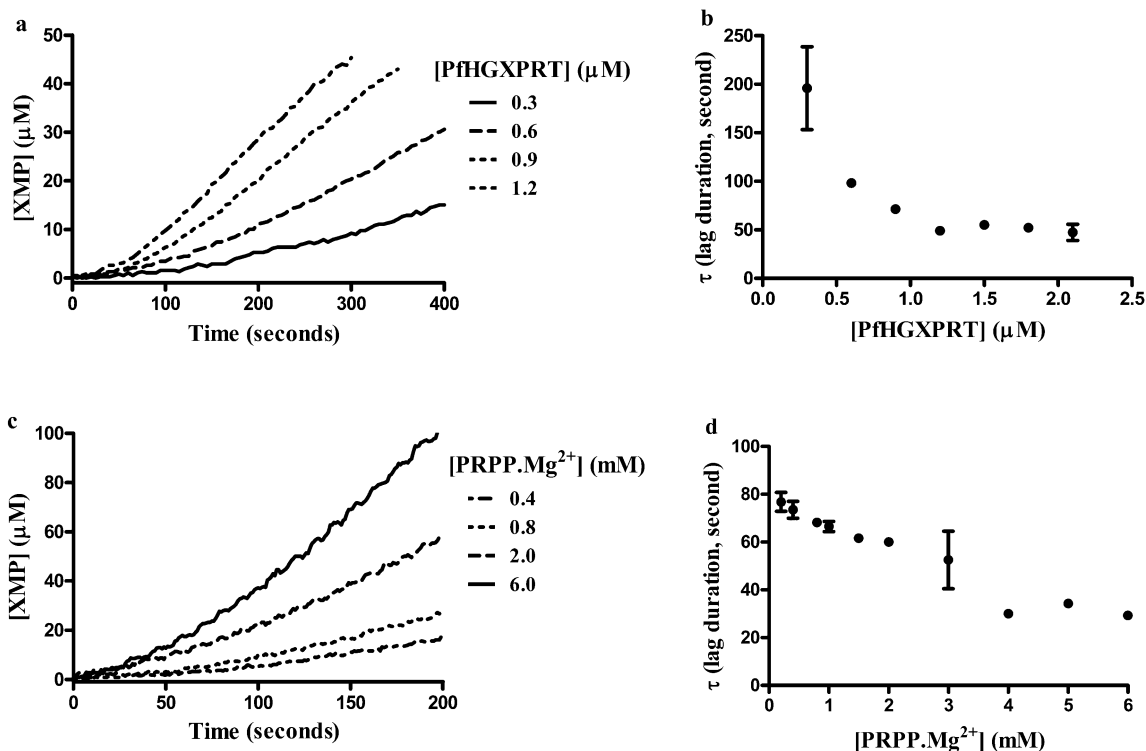 a
50
40
30
20
10
0
[XMP] (μM)
0 100 200 300 400
Time (seconds)
[PfHGXPRT] (μM)
0.3
0.6
0.9
1.2
b
250
200
150
100
50
0
τ (lag duration, second)
0.0 0.5 1.0 1.5 2.0 2.5
[PfHGXPRT] (μM)
c
100
80
60
40
20
0
[XMP] (μM)
0 50 100 150 200
Time (seconds)
[PRPP.Mg²⁺] (mM)
0.4
0.8
2.0
6.0
d
100
80
60
40
20
0
τ (lag duration, second)
0 1 2 3 4 5 6
[PRPP.Mg²⁺] (mM)